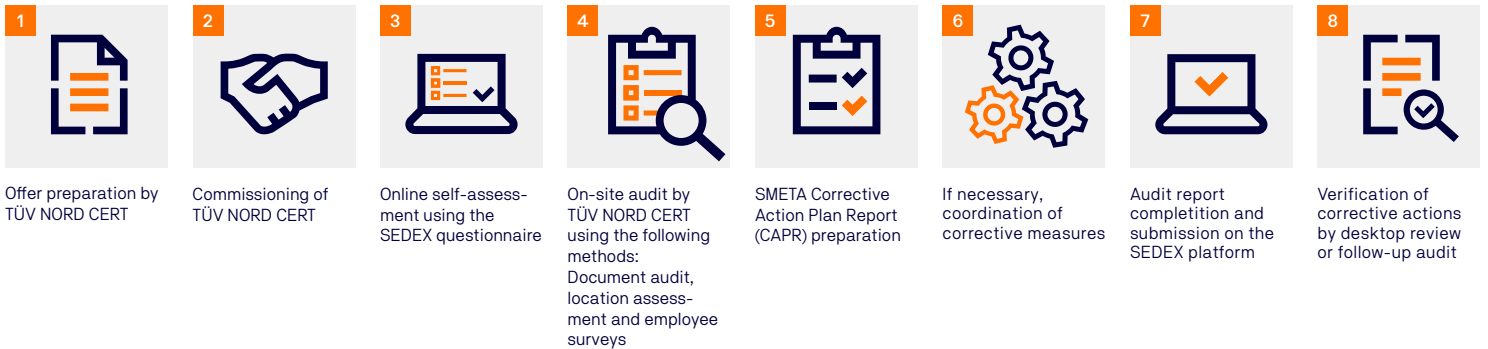 1
Offer preparation by
TÜV NORD CERT
2
Commissioning of
TÜV NORD CERT
3
Online self-assess-
ment using the
SEDEX questionnaire
4
On-site audit by
TÜV NORD CERT
using the following
methods:
Document audit,
location assess-
ment and employee
surveys
5
SMETA Corrective
Action Plan Report
(CAPR) preparation
6
If necessary,
coordination of
corrective measures
7
Audit report
completition and
submission on the
SEDEX platform
8
Verification of
corrective actions
by desktop review
or follow-up audit